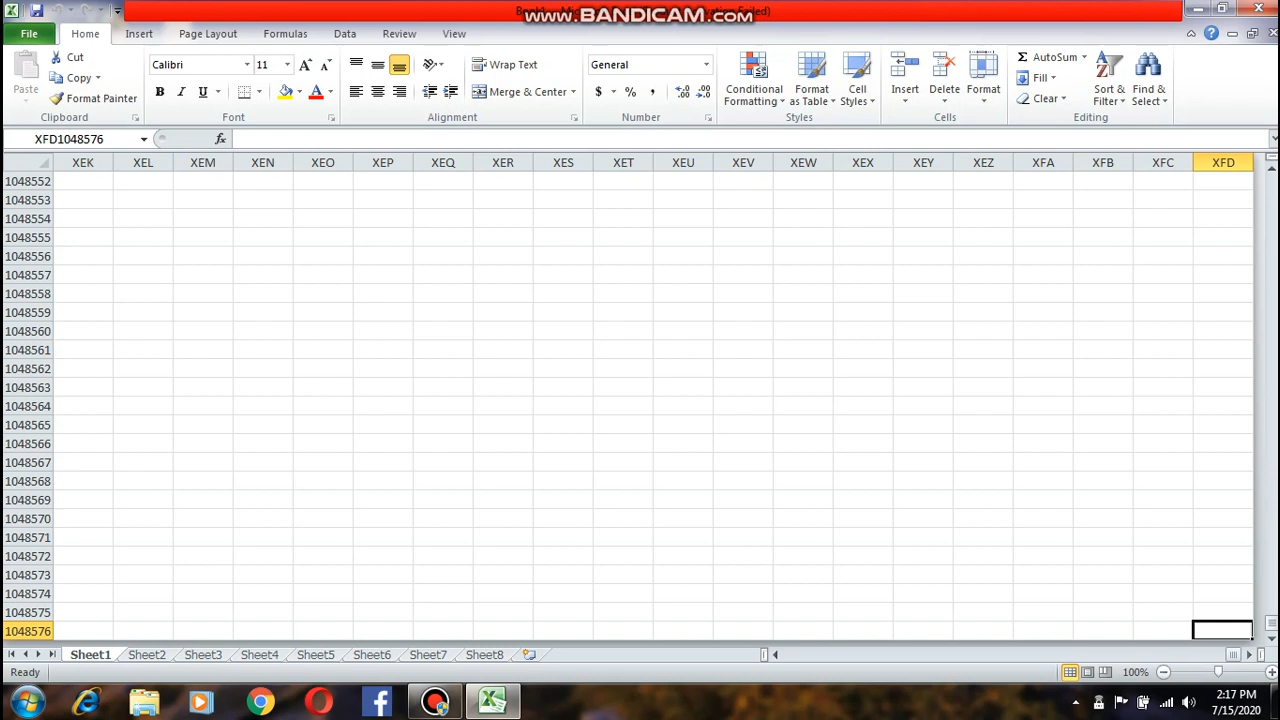 www.BANDICAM.com
File Home Insert Page Layout Formulas Data Review View
Cut
Copy
Format Painter
Paste
Clipboard
Calibri 11
B I U
Font
Wrap Text
Merge & Center
Alignment
General
$ % ,
Number
Conditional Formatting
Format as Table
Cell Styles
Styles
Insert Delete Format
Cells
AutoSum
Fill
Clear
Sort & Filter
Find & Select
Editing
XFD1048576 fx
XEK XEL XEM XEN XEO XEP XEQ XER XES XET XEU XEV XEW XEX XEY XEZ XFA XFB XFC XFD
1048552
1048553
1048554
1048555
1048556
1048557
1048558
1048559
1048560
1048561
1048562
1048563
1048564
1048565
1048566
1048567
1048568
1048569
1048570
1048571
1048572
1048573
1048574
1048575
1048576
Sheet1 Sheet2 Sheet3 Sheet4 Sheet5 Sheet6 Sheet7 Sheet8
Ready 100%
2:17 PM
7/15/2020